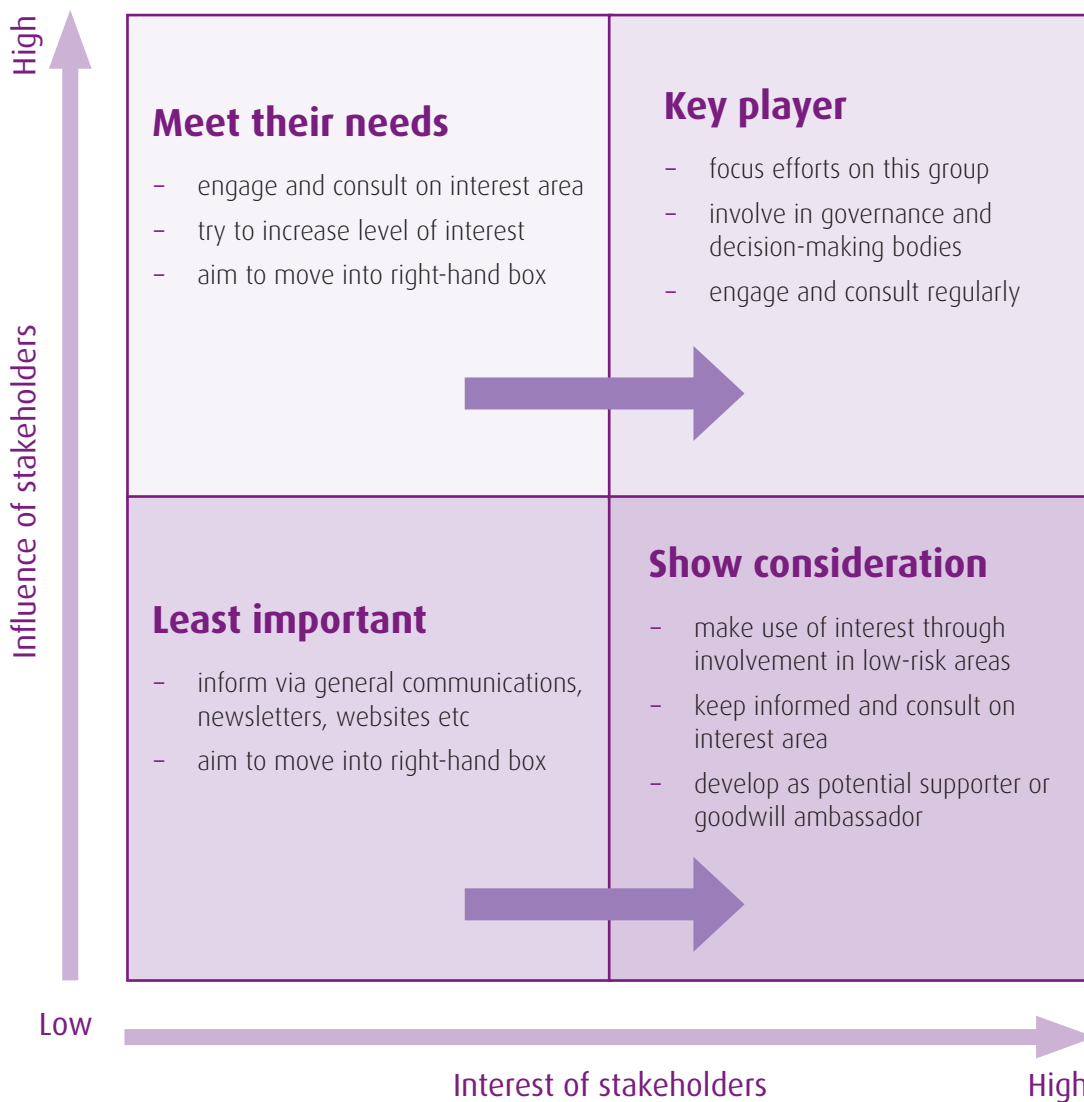 High
Influence of stakeholders
Meet their needs
– engage and consult on interest area
– try to increase level of interest
– aim to move into right-hand box
Key player
– focus efforts on this group
– involve in governance and
decision-making bodies
– engage and consult regularly
Least important
– inform via general communications,
newsletters, websites etc
– aim to move into right-hand box
Show consideration
– make use of interest through
involvement in low-risk areas
– keep informed and consult on
interest area
– develop as potential supporter or
goodwill ambassador
Low
Interest of stakeholders
High